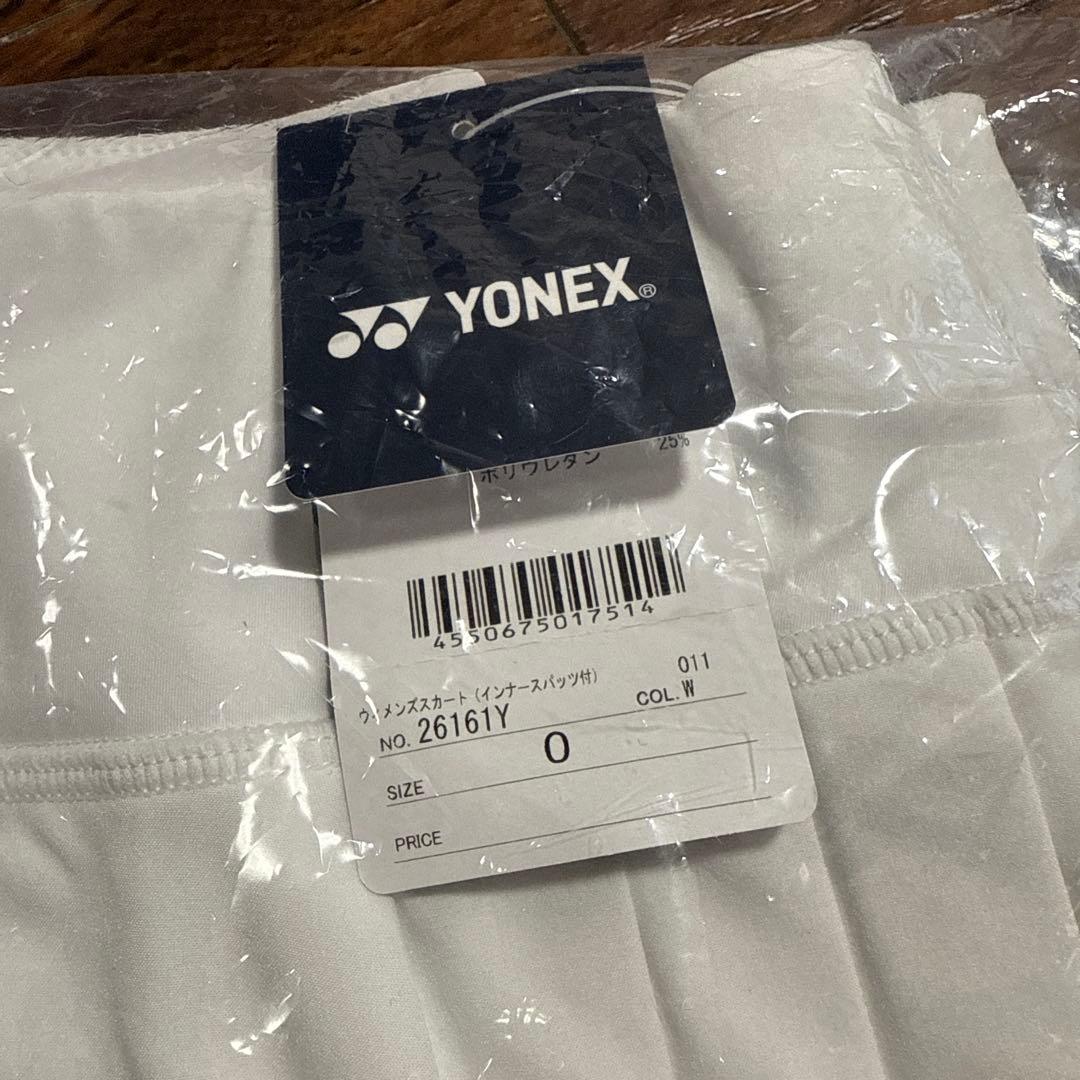 YONEX®
ポリウレタン 25%
4550675017514
ウィメンズスカート（インナースパッツ付） 011
NO. 26161Y COL. W
SIZE O
PRICE